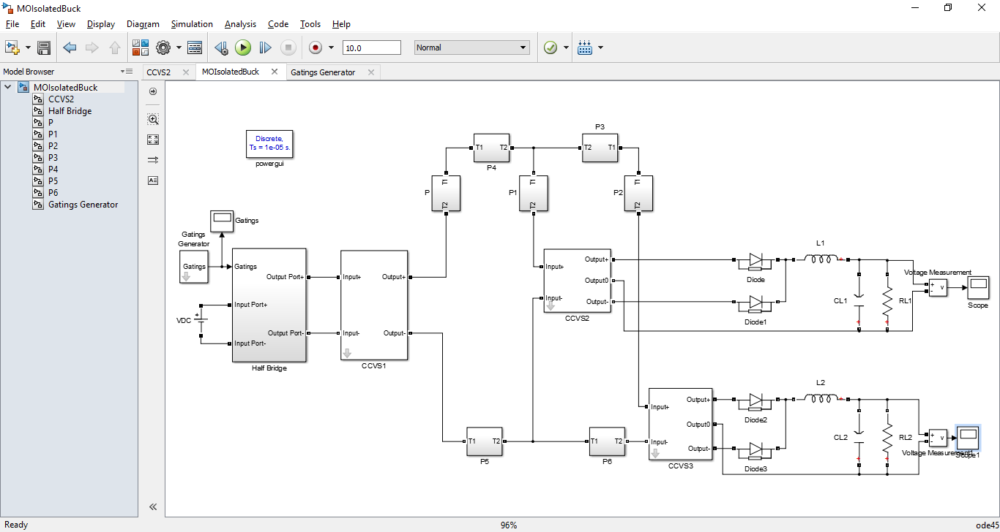 MOIsolatedBuck
File Edit View Display Diagram Simulation Analysis Code Tools Help
10.0
Normal
Model Browser
CCVS2
MOIsolatedBuck
Gatings Generator
MOIsolatedBuck
CCVS2
Half Bridge
P
P1
P2
P3
P4
P5
P6
Gatings Generator
Discrete,
Ts = 1e-05 s.
powergui
P3
T1 T2
P4
T2 T1
P
T1
T2
P1
T1
T2
P2
T1
T2
Gatings
Gatings
Generator
Gatings
Gatings
Output Port+
Input Port+
Output Port-
Input Port-
Half Bridge
VDC
+
Input+
Output+
Input-
Output-
CCVS1
Input+
Output+
Output0
Input-
Output-
CCVS2
Diode
Diode1
L1
+
CL1
+
RL1
+
Voltage Measurement
+
-
v
Scope
Input+
Output+
Output0
Input-
Output-
CCVS3
Diode2
Diode3
L2
+
CL2
+
RL2
+
+
-
v
Voltage Measurement1
Scope1
T1 T2
P5
T1 T2
P6
Ready
96%
ode45